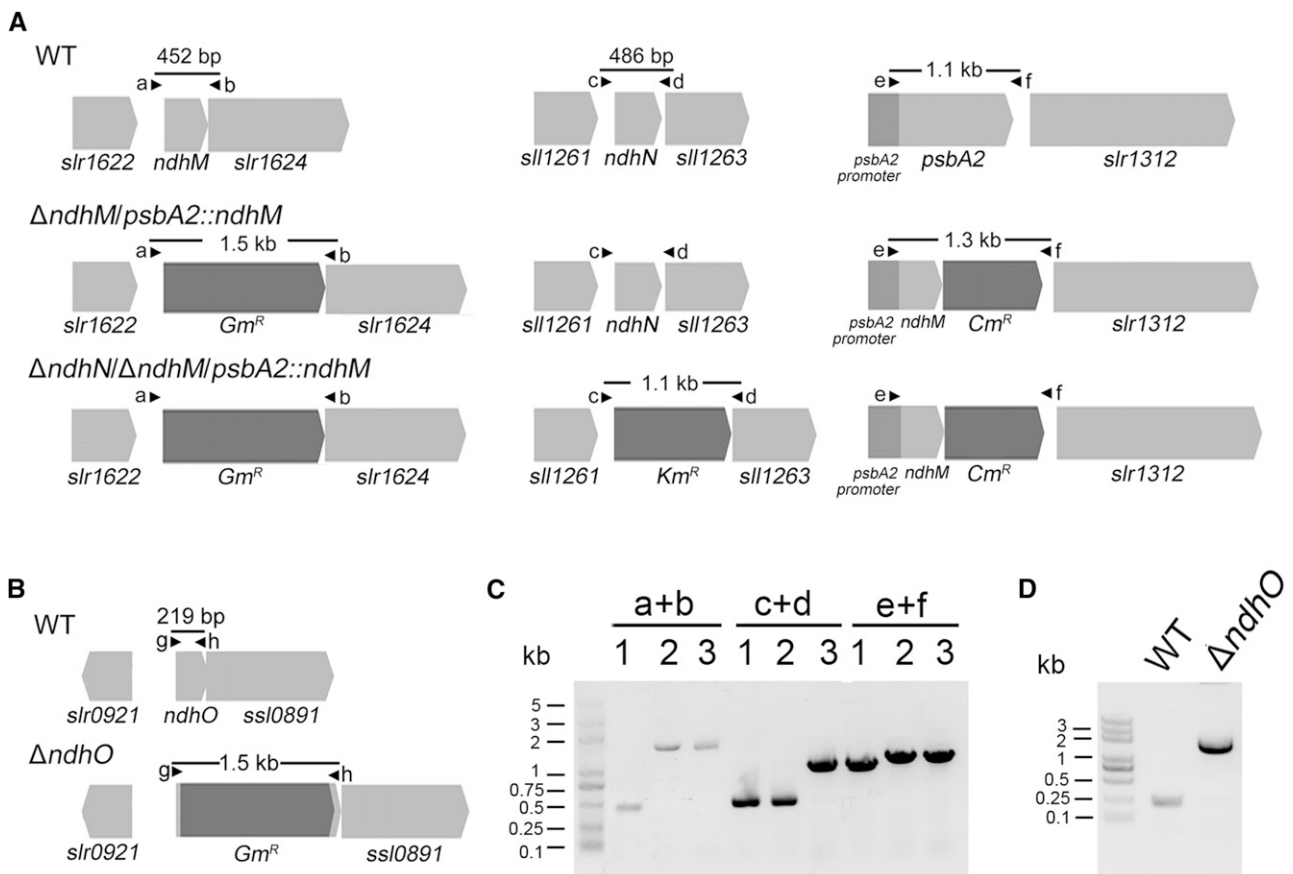 A
WT
452 bp
a b
slr1622 ndhM slr1624
486 bp
c d
sll1261 ndhN sll1263
1.1 kb
e f
psbA2 promoter psbA2 slr1312
ΔndhM/psbA2::ndhM
1.5 kb
a b
slr1622 GmR slr1624
c d
sll1261 ndhN sll1263
1.3 kb
e f
psbA2 promoter ndhM CmR slr1312
ΔndhN/ΔndhM/psbA2::ndhM
a b
slr1622 GmR slr1624
1.1 kb
c d
sll1261 KmR sll1263
e f
psbA2 promoter ndhM CmR slr1312
B
WT
219 bp
g h
slr0921 ndhO ssl0891
ΔndhO
1.5 kb
g h
slr0921 GmR ssl0891
C
a+b c+d e+f
kb 1 2 3 1 2 3 1 2 3
5
3
2
1
0.75
0.5
0.25
0.1
D
kb WT ΔndhO
3
2
1
0.5
0.25
0.1